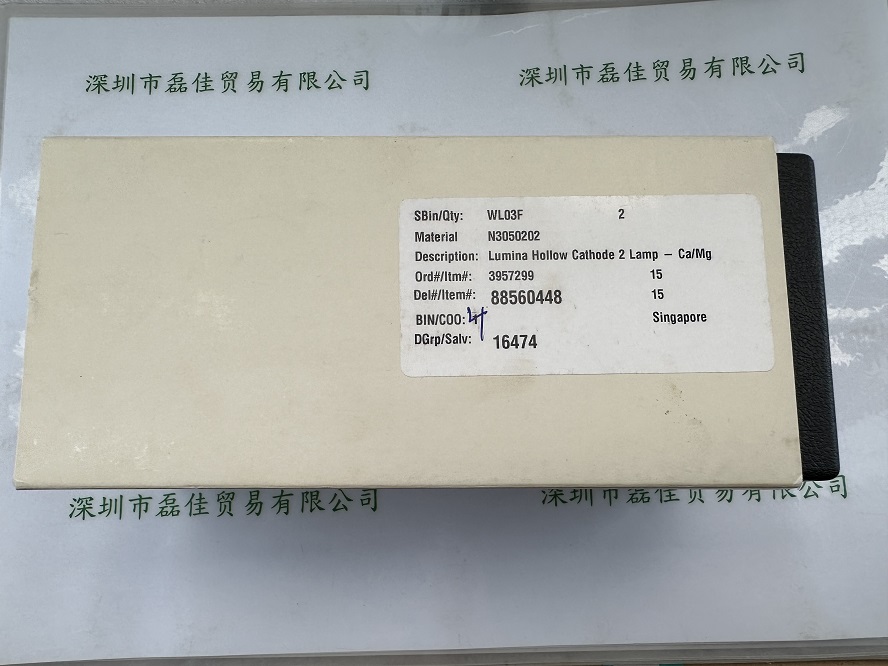 深圳市磊佳贸易有限公司
深圳市磊佳贸易有限公司
SBin/Qty: WL03F 2
Material N3050202
Description: Lumina Hollow Cathode 2 Lamp – Ca/Mg
Ord#/Itm#: 3957299 15
Del#/Item#: 88560448 15
BIN/COO: Singapore
DGrp/Salv: 16474
深圳市磊佳贸易有限公司
深圳市磊佳贸易有限公司